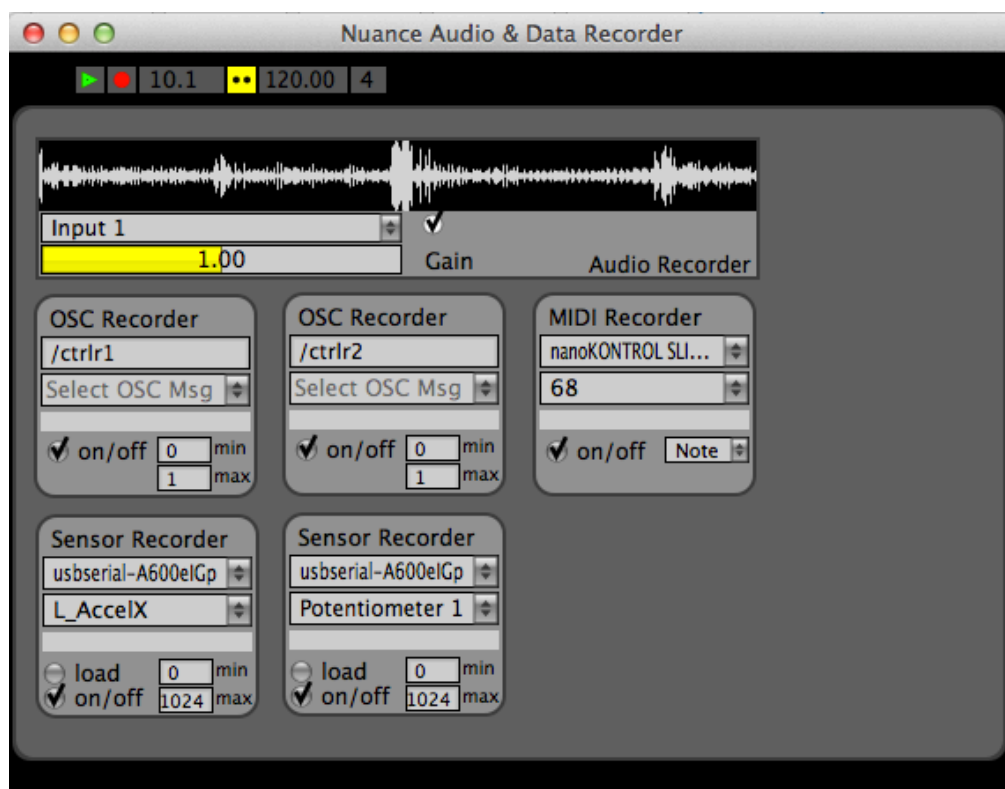 Nuance Audio & Data Recorder
10.1 120.00 4
Input 1
1.00 Gain Audio Recorder
OSC Recorder
/ctrlr1
Select OSC Msg
on/off 0 min
1 max
OSC Recorder
/ctrlr2
Select OSC Msg
on/off 0 min
1 max
MIDI Recorder
nanoKONTROL SLI...
68
on/off Note
Sensor Recorder
usbserial-A600elGp
L_AccelX
load 0 min
on/off 1024 max
Sensor Recorder
usbserial-A600elGp
Potentiometer 1
load 0 min
on/off 1024 max